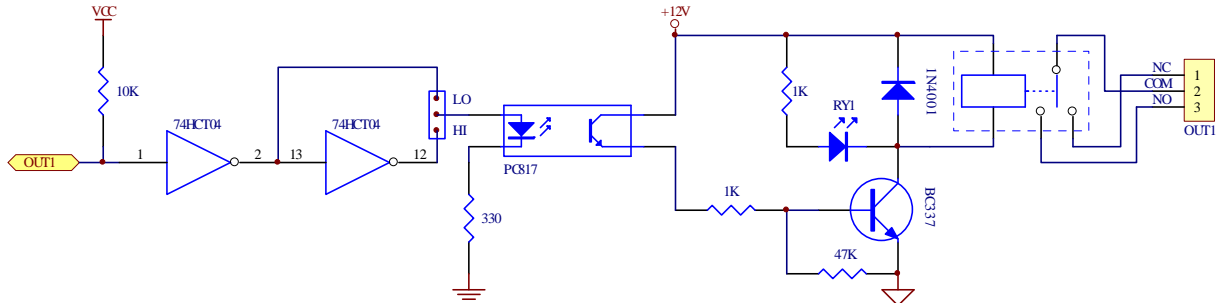 VCC
+12V
10K
74HCT04
74HCT04
LO
HI
1K
RY1
1N4001
NC
COM
NO
1
2
3
OUT1
OUT1
1
2
13
12
PC817
330
1K
BC337
47K